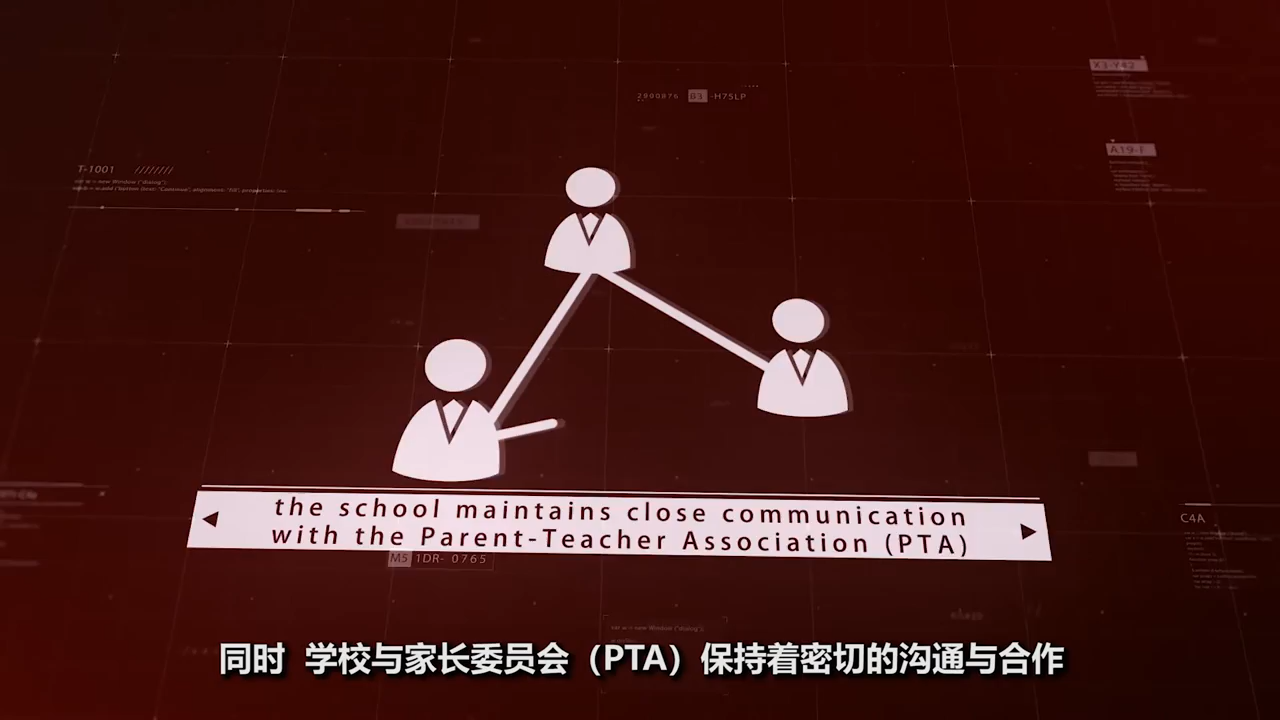 X3-Y42
2900876 03 -H75LP
A19-F
T-1001
the school maintains close communication
with the Parent-Teacher Association (PTA)
C4A
M5 1DR- 0765
同时 学校与家长委员会（PTA）保持着密切的沟通与合作